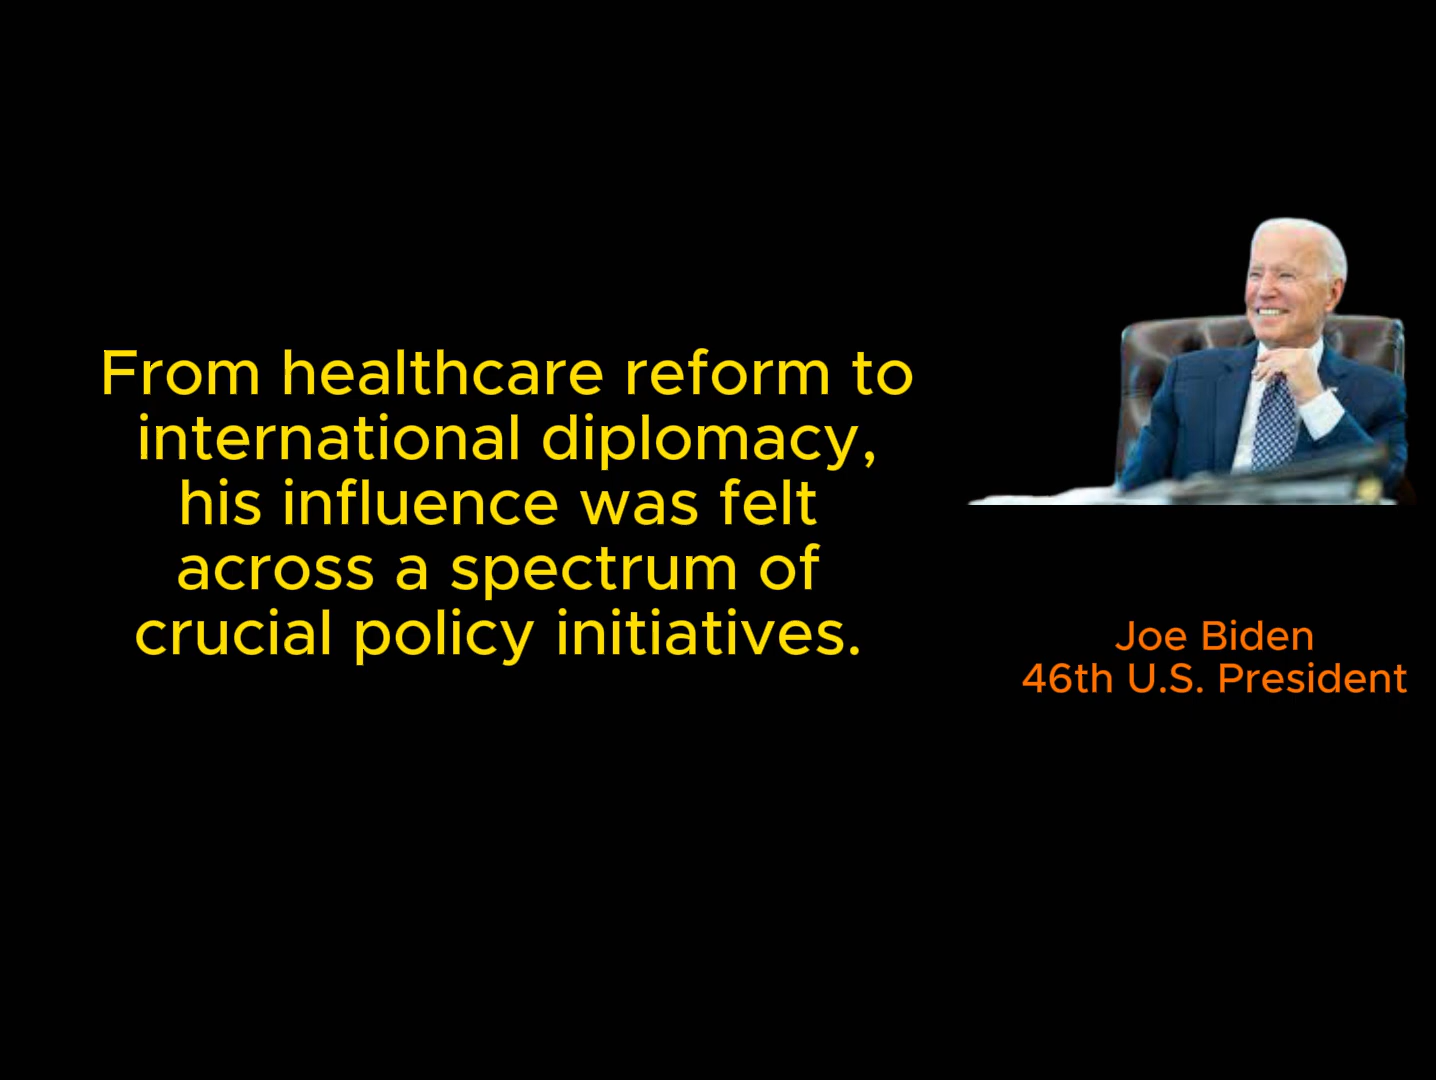 From healthcare reform to
international diplomacy,
his influence was felt
across a spectrum of
crucial policy initiatives.
Joe Biden
46th U.S. President